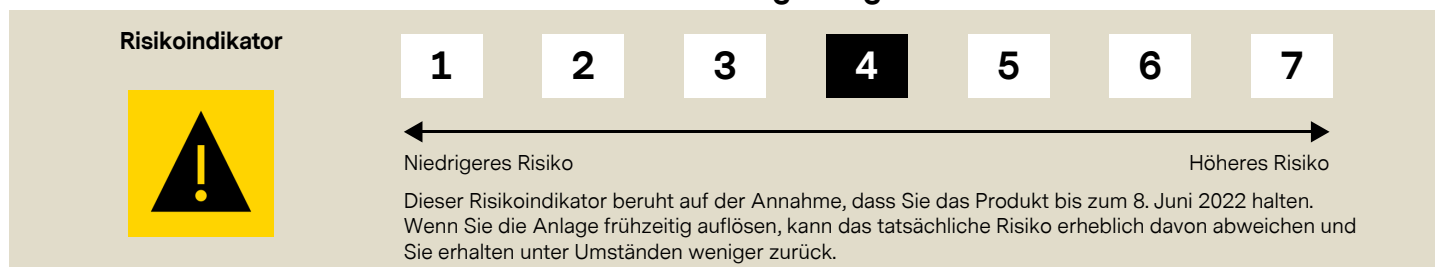 Risikoindikator
1 2 3 4 5 6 7
Niedrigeres Risiko Höheres Risiko
Dieser Risikoindikator beruht auf der Annahme, dass Sie das Produkt bis zum 8. Juni 2022 halten.
Wenn Sie die Anlage frühzeitig auflösen, kann das tatsächliche Risiko erheblich davon abweichen und
Sie erhalten unter Umständen weniger zurück.